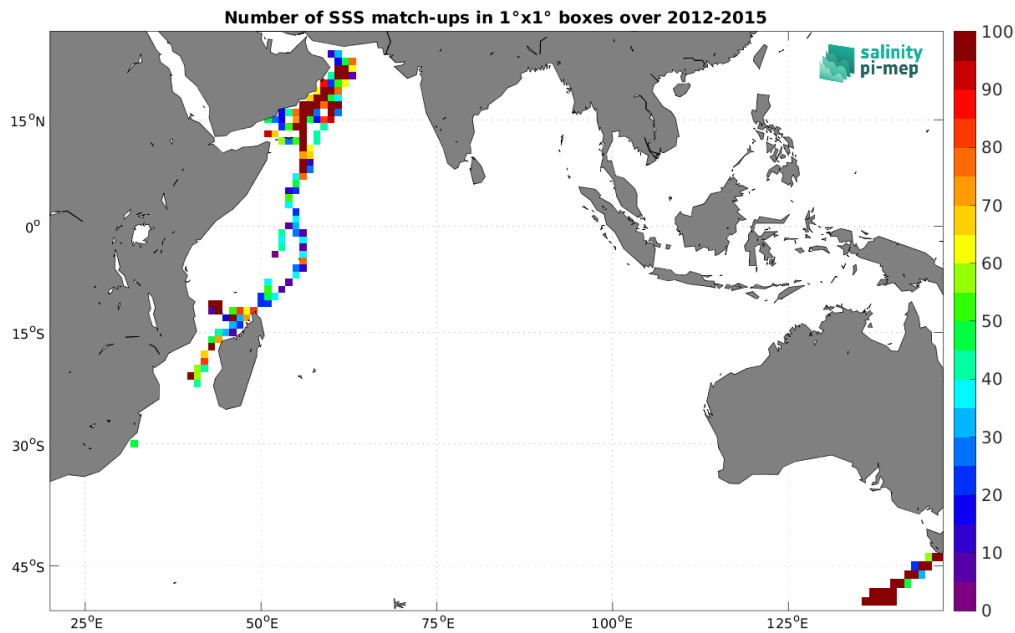 Number of SSS match-ups in 1°x1° boxes over 2012-2015
salinity
pi-mep
15°N
0°
15°S
30°S
45°S
25°E
50°E
75°E
100°E
125°E
100
90
80
70
60
50
40
30
20
10
0